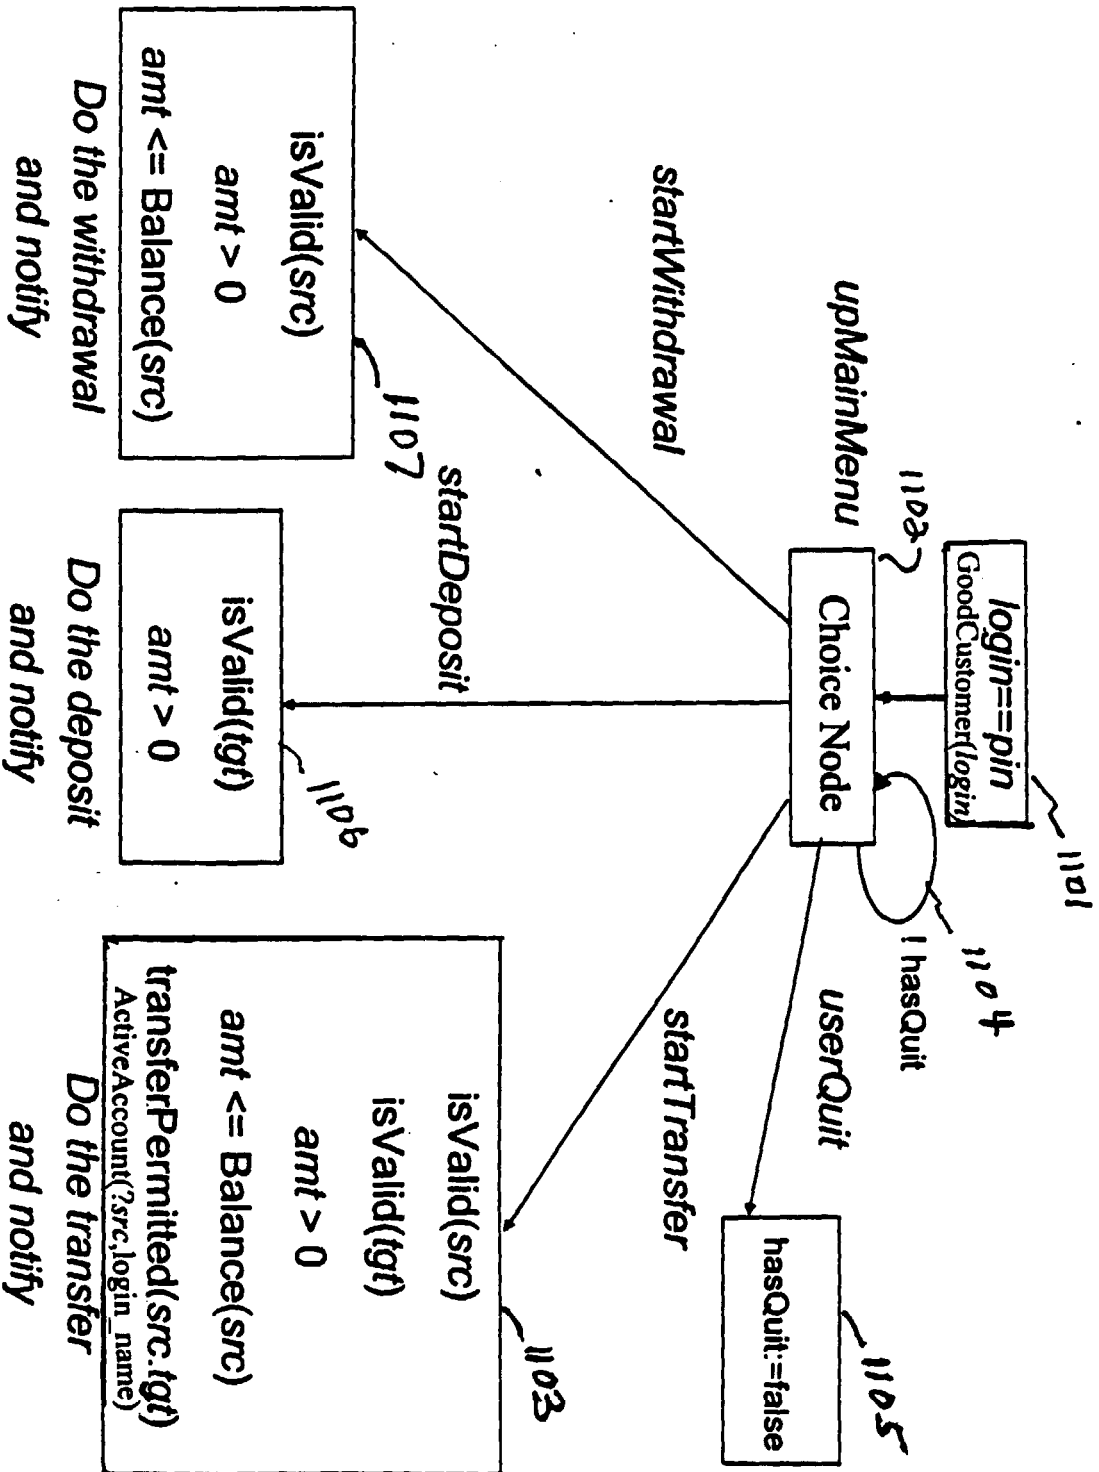 1101
login==pin
GoodCustomer(login)
1102
upMainMenu
Choice Node
1104
! hasQuit
startWithdrawal
startDeposit
startTransfer
userQuit
1107
isValid(src)
amt > 0
amt <= Balance(src)
Do the withdrawal
and notify
1106
isValid(tgt)
amt > 0
Do the deposit
and notify
1103
isValid(src)
isValid(tgt)
amt > 0
amt <= Balance(src)
transferPermitted(src.tgt)
ActiveAccount(?src,login_name)
Do the transfer
and notify
1105
hasQuit:=false